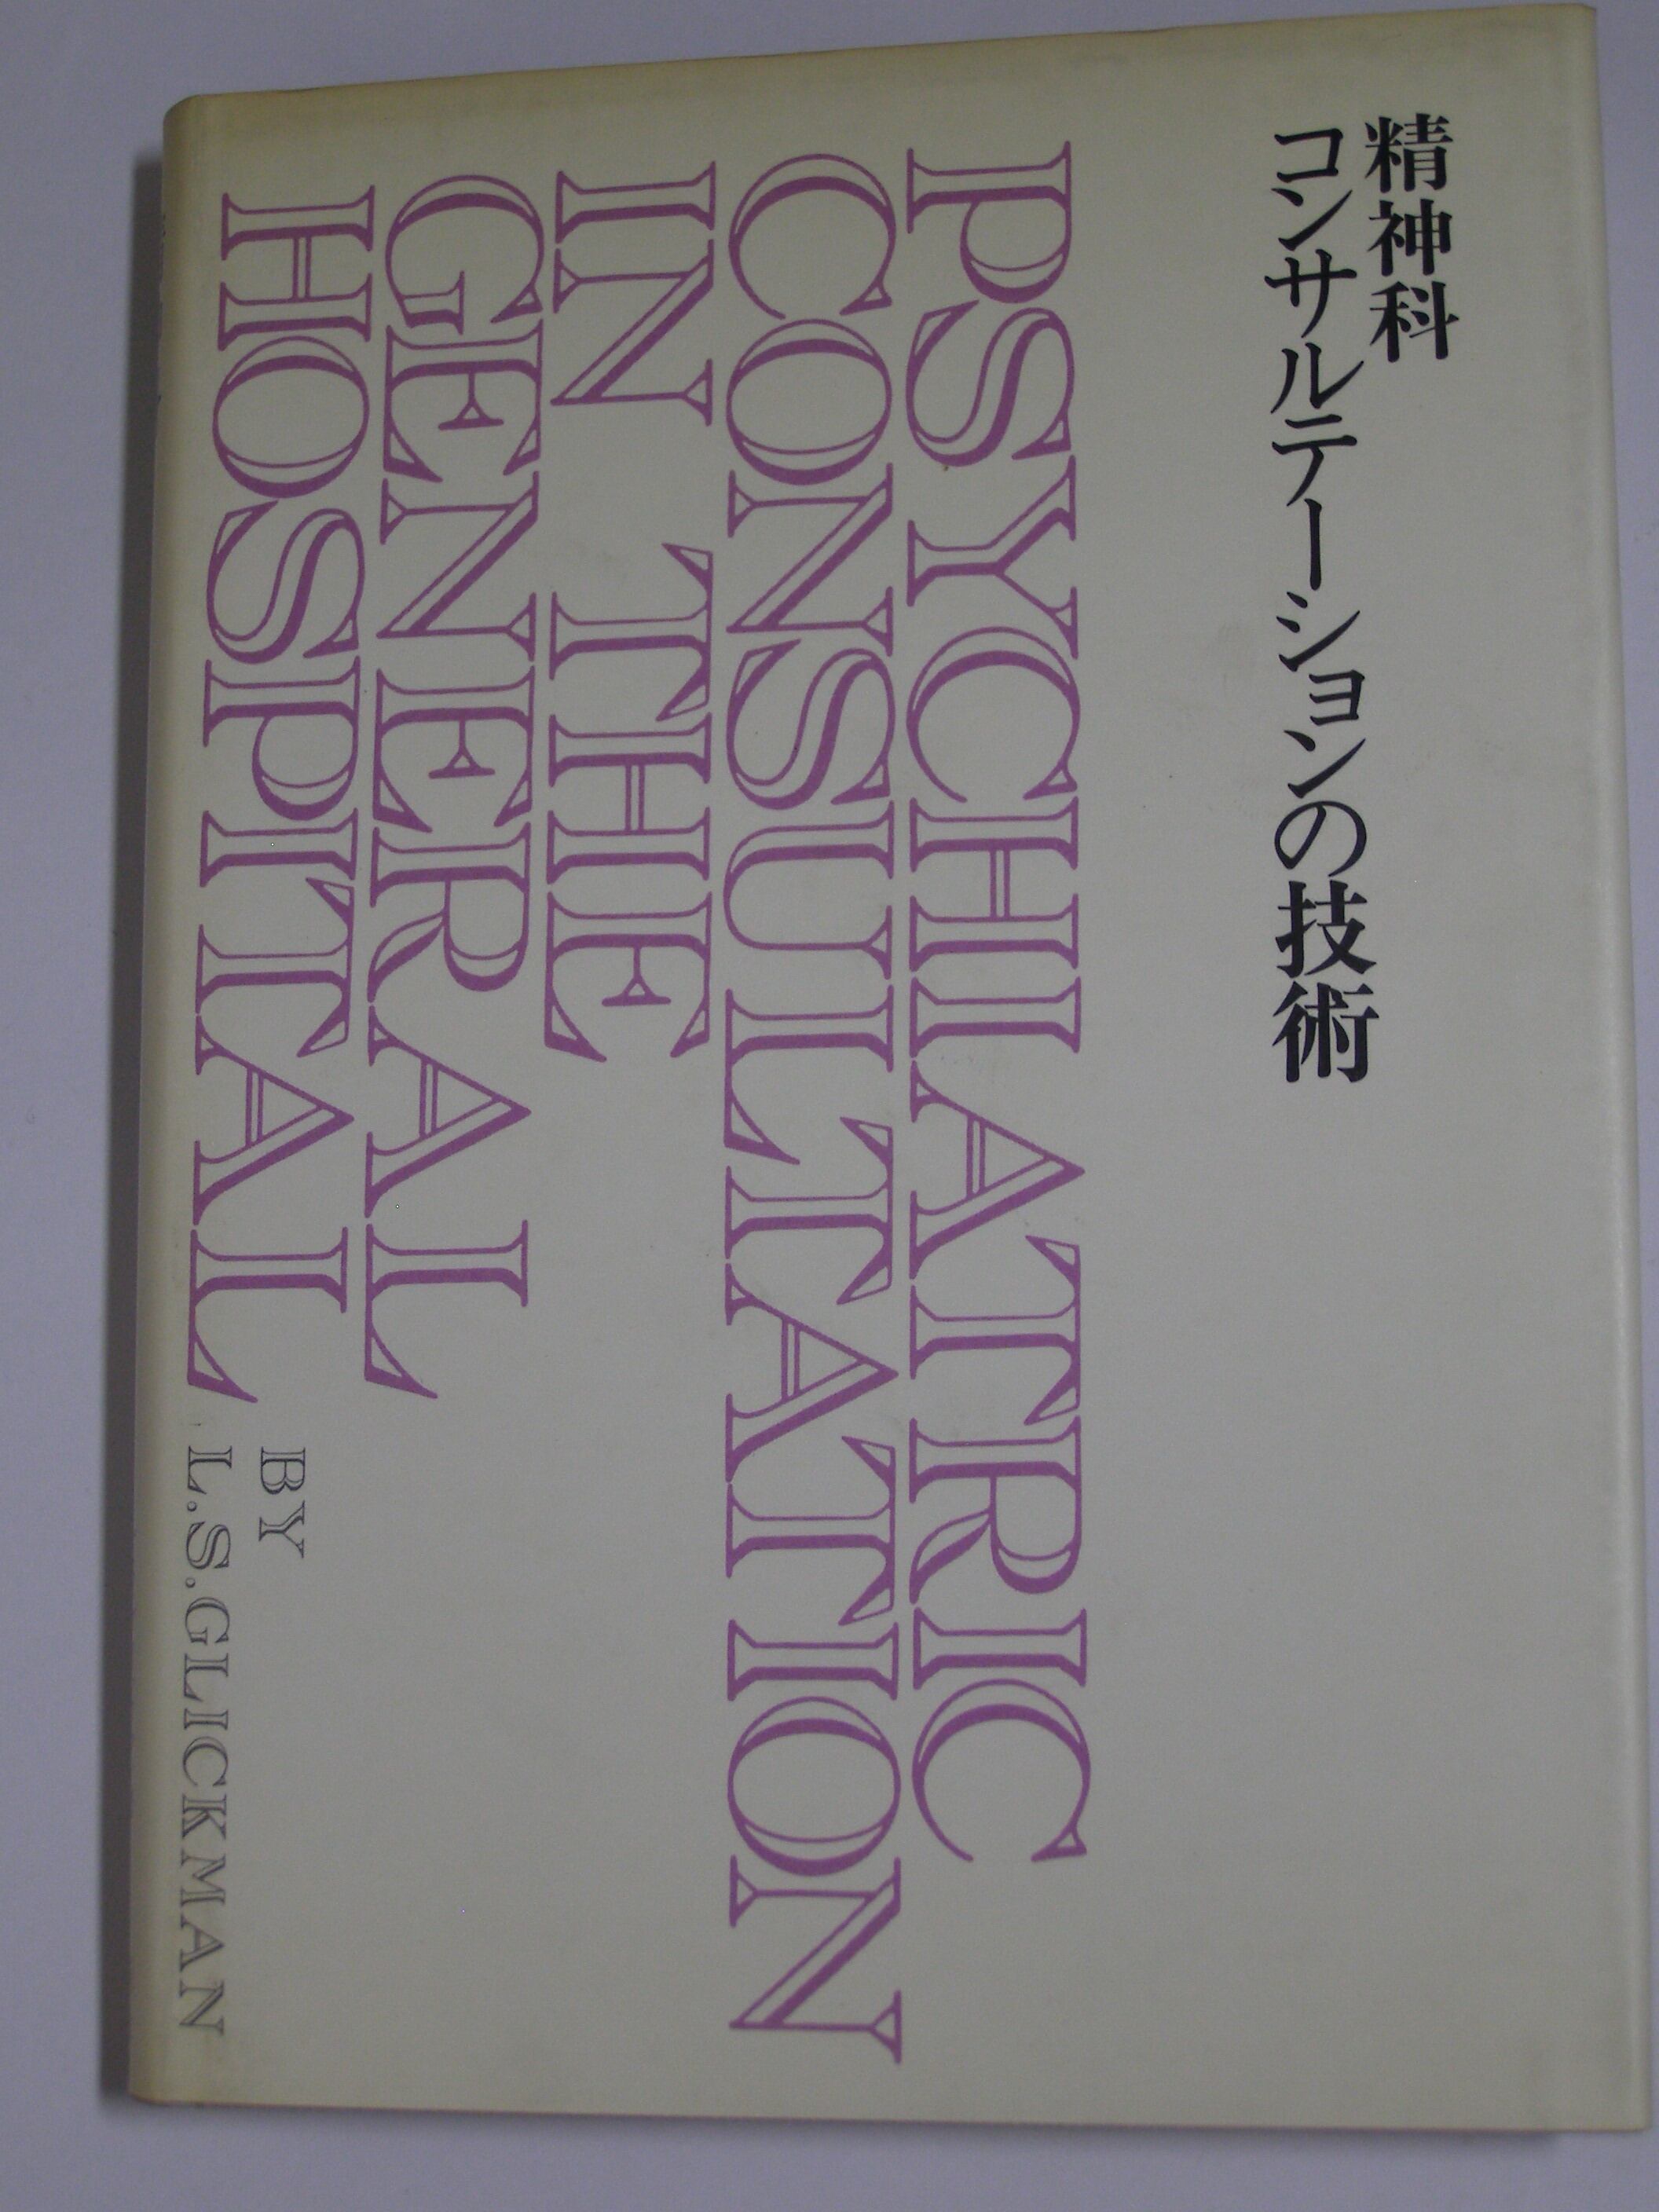 精神科
コンサルテーションの技術
PSYCHIATRIC
CONSULTATION
IN THE
GENERAL
HOSPITAL
BY
L.S.GLICKMAN